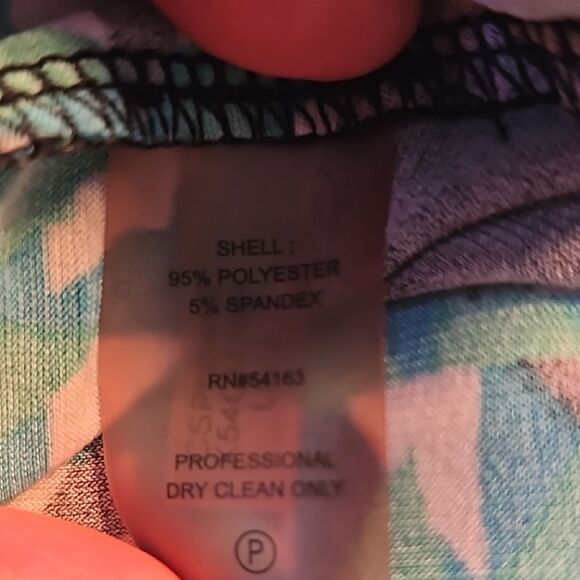 SHELL :
95% POLYESTER
5% SPANDEX
RN#54163
PROFESSIONAL
DRY CLEAN ONLY
P